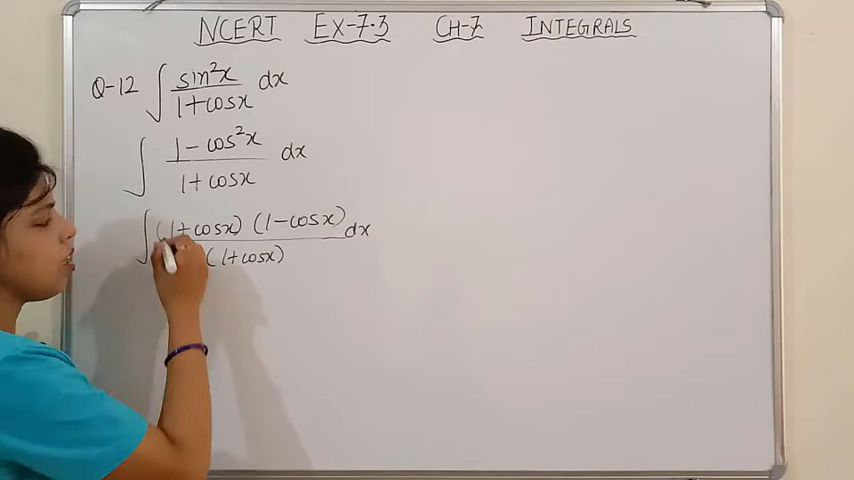 NCERT Ex-7.3 CH-7 INTEGRALS
Q-12 ∫ sin²x / 1+cosx dx
∫ 1-cos²x / 1+cosx dx
∫ (1+cosx) (1-cosx) / (1+cosx) dx